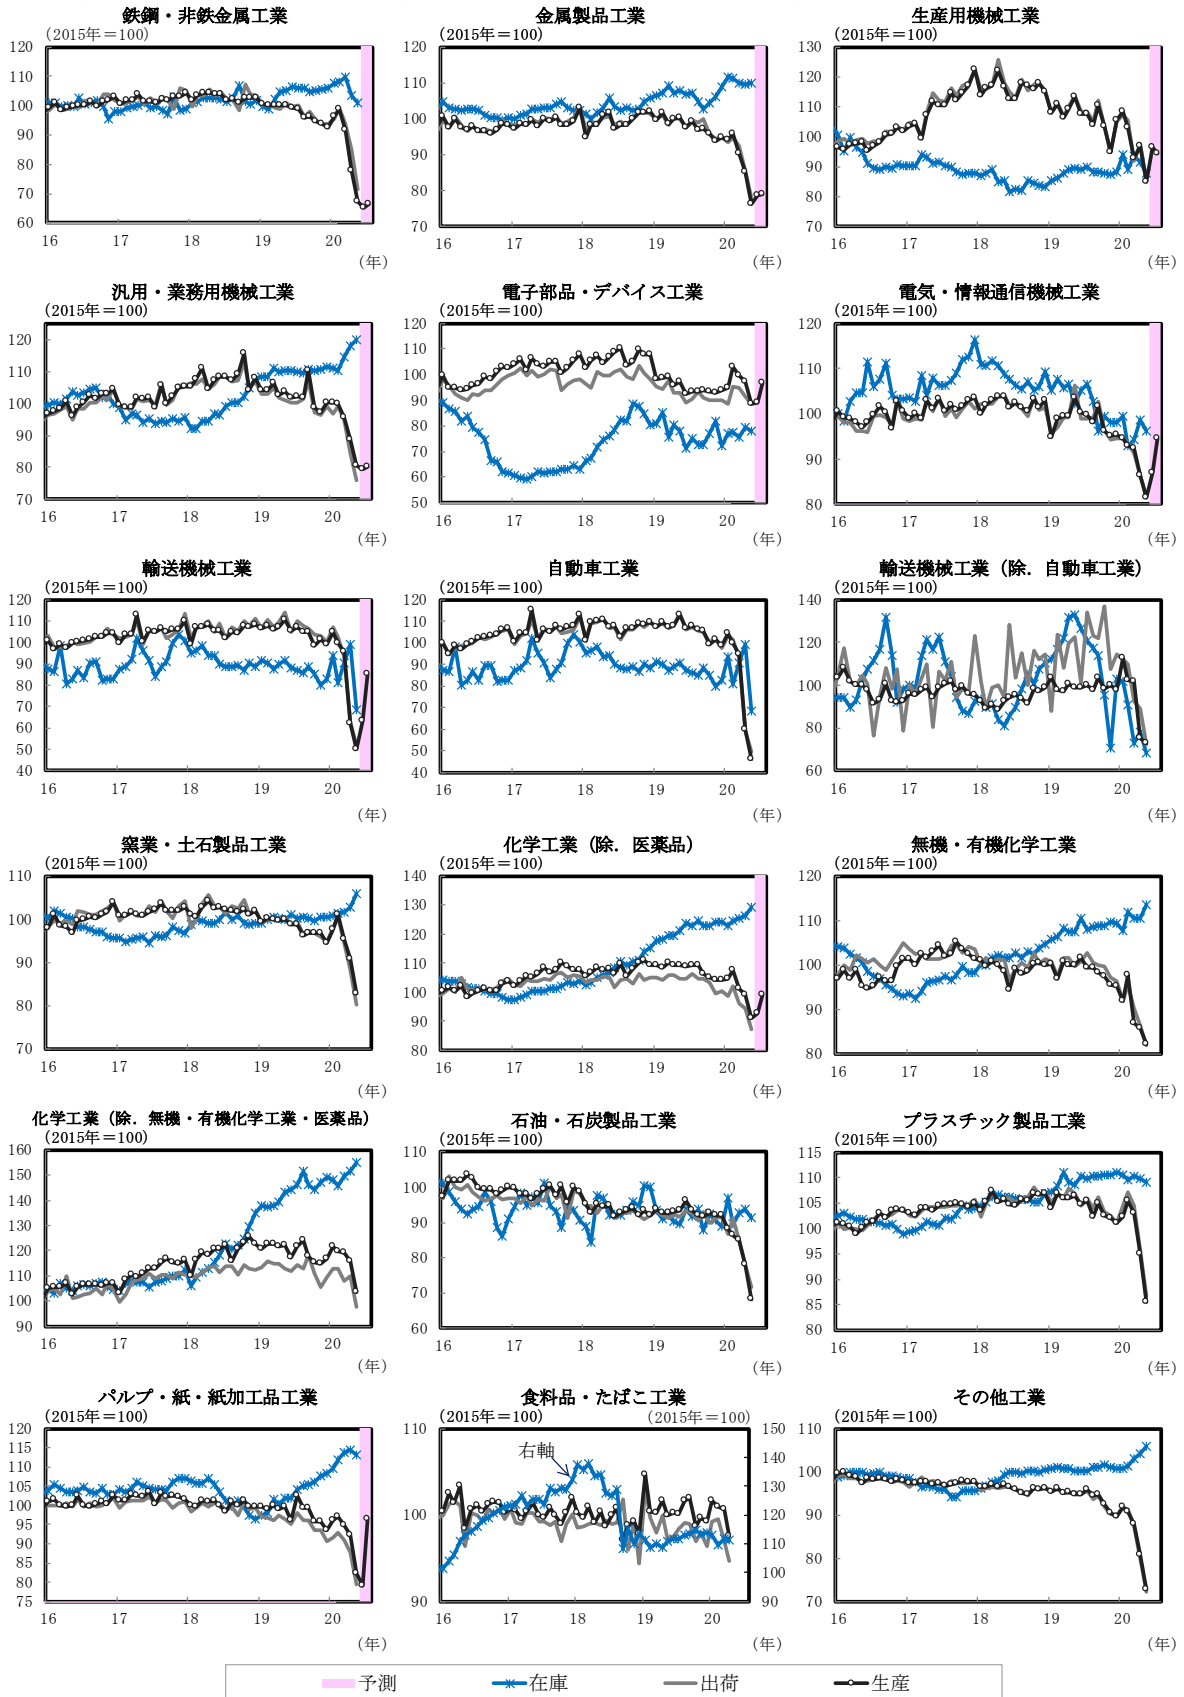 鉄鋼・非鉄金属工業
(2015年＝100)
120
110
100
90
80
70
60
16 17 18 19 20
(年)
金属製品工業
(2015年＝100)
120
110
100
90
80
70
16 17 18 19 20
(年)
生産用機械工業
(2015年＝100)
130
120
110
100
90
80
70
16 17 18 19 20
(年)
汎用・業務用機械工業
(2015年＝100)
120
110
100
90
80
70
16 17 18 19 20
(年)
電子部品・デバイス工業
(2015年＝100)
120
110
100
90
80
70
60
50
16 17 18 19 20
(年)
電気・情報通信機械工業
(2015年＝100)
120
110
100
90
80
16 17 18 19 20
(年)
輸送機械工業
(2015年＝100)
120
110
100
90
80
70
60
50
40
16 17 18 19 20
(年)
自動車工業
(2015年＝100)
120
110
100
90
80
70
60
50
40
16 17 18 19 20
(年)
輸送機械工業（除．自動車工業）
(2015年＝100)
140
120
100
80
60
16 17 18 19 20
(年)
窯業・土石製品工業
(2015年＝100)
110
100
90
80
70
16 17 18 19 20
(年)
化学工業（除．医薬品）
(2015年＝100)
140
130
120
110
100
90
80
16 17 18 19 20
(年)
無機・有機化学工業
(2015年＝100)
120
110
100
90
80
16 17 18 19 20
(年)
化学工業（除．無機・有機化学工業・医薬品）
(2015年＝100)
160
150
140
130
120
110
100
90
16 17 18 19 20
(年)
石油・石炭製品工業
(2015年＝100)
110
100
90
80
70
60
16 17 18 19 20
(年)
プラスチック製品工業
(2015年＝100)
115
110
105
100
95
90
85
80
16 17 18 19 20
(年)
パルプ・紙・紙加工品工業
(2015年＝100)
120
115
110
105
100
95
90
85
80
75
16 17 18 19 20
(年)
食料品・たばこ工業
(2015年＝100) (2015年＝100)
右軸
110
100
90
150
140
130
120
110
100
90
16 17 18 19 20
(年)
その他工業
(2015年＝100)
110
100
90
80
70
16 17 18 19 20
(年)
予測 在庫 出荷 生産